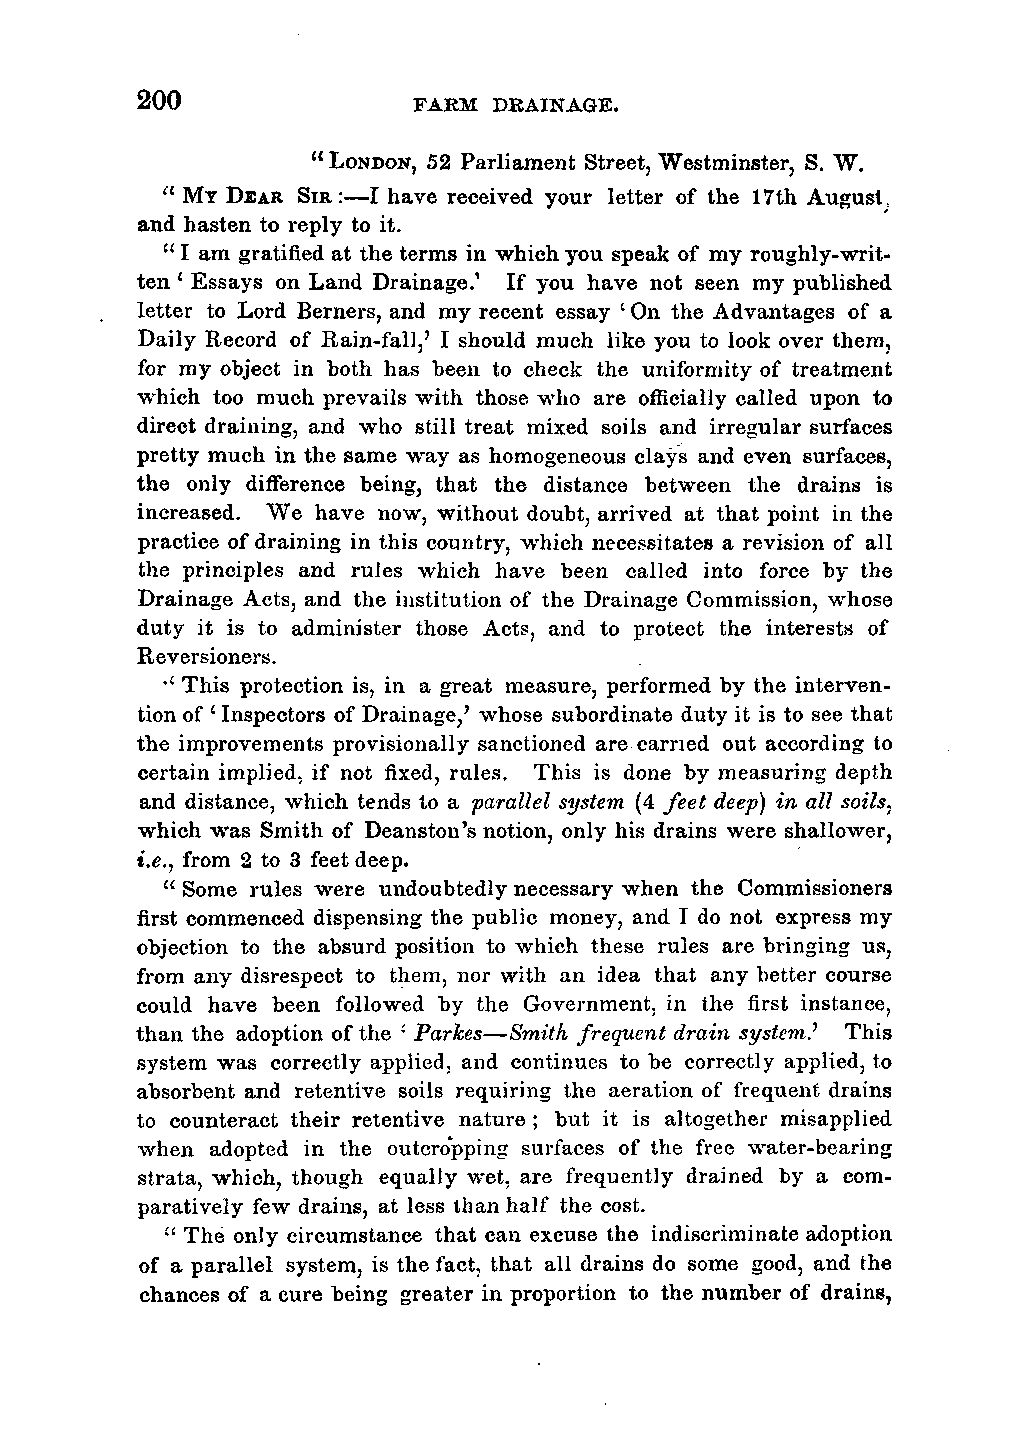 200 FARM DRAINAGE.
“ LONDON, 52 Parliament Street, Westminster, S. W.
“ MY DEAR SIR :—I have received your letter of the 17th August,
and hasten to reply to it.
“ I am gratified at the terms in which you speak of my roughly-writ-
ten ‘ Essays on Land Drainage.’ If you have not seen my published
letter to Lord Berners, and my recent essay ‘ On the Advantages of a
Daily Record of Rain-fall,’ I should much like you to look over them,
for my object in both has been to check the uniformity of treatment
which too much prevails with those who are officially called upon to
direct draining, and who still treat mixed soils and irregular surfaces
pretty much in the same way as homogeneous clays and even surfaces,
the only difference being, that the distance between the drains is
increased. We have now, without doubt, arrived at that point in the
practice of draining in this country, which necessitates a revision of all
the principles and rules which have been called into force by the
Drainage Acts, and the institution of the Drainage Commission, whose
duty it is to administer those Acts, and to protect the interests of
Reversioners.
“ This protection is, in a great measure, performed by the interven-
tion of ‘ Inspectors of Drainage,’ whose subordinate duty it is to see that
the improvements provisionally sanctioned are carried out according to
certain implied, if not fixed, rules. This is done by measuring depth
and distance, which tends to a parallel system (4 feet deep) in all soils,
which was Smith of Deanston's notion, only his drains were shallower,
i.e., from 2 to 3 feet deep.
“ Some rules were undoubtedly necessary when the Commissioners
first commenced dispensing the public money, and I do not express my
objection to the absurd position to which these rules are bringing us,
from any disrespect to them, nor with an idea that any better course
could have been followed by the Government, in the first instance,
than the adoption of the ‘ Parkes—Smith frequent drain system.’ This
system was correctly applied, and continues to be correctly applied, to
absorbent and retentive soils requiring the aeration of frequent drains
to counteract their retentive nature ; but it is altogether misapplied
when adopted in the outcropping surfaces of the free water-bearing
strata, which, though equally wet, are frequently drained by a com-
paratively few drains, at less than half the cost.
“ The only circumstance that can excuse the indiscriminate adoption
of a parallel system, is the fact, that all drains do some good, and the
chances of a cure being greater in proportion to the number of drains,